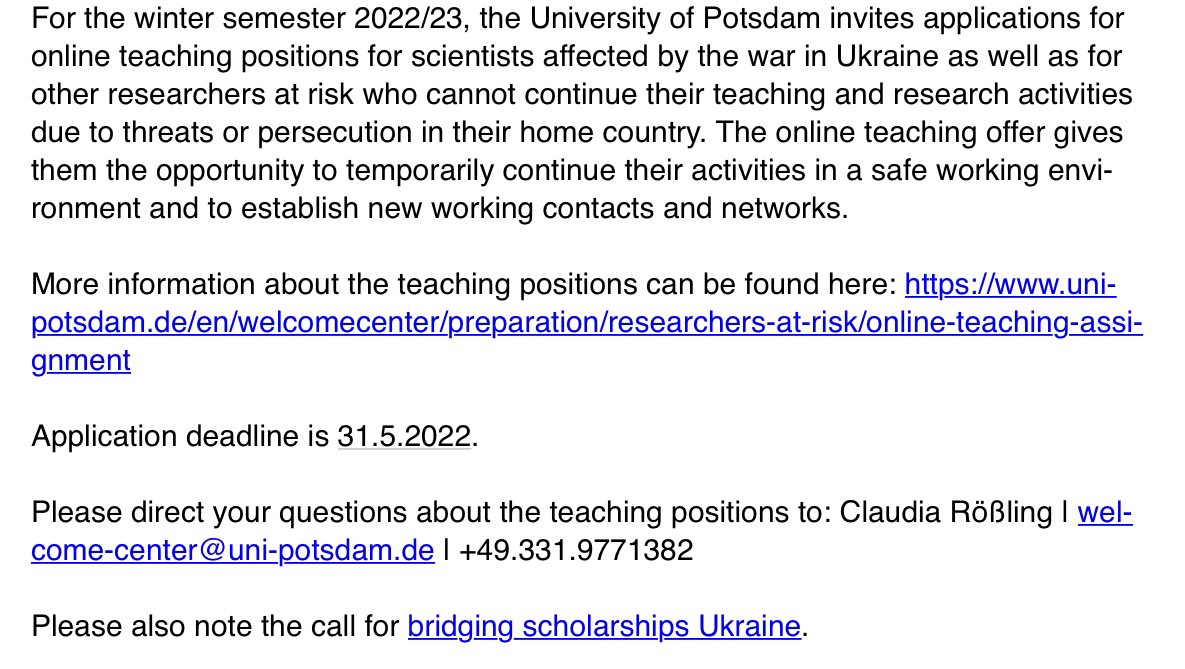 For the winter semester 2022/23, the University of Potsdam invites applications for
online teaching positions for scientists affected by the war in Ukraine as well as for
other researchers at risk who cannot continue their teaching and research activities
due to threats or persecution in their home country. The online teaching offer gives
them the opportunity to temporarily continue their activities in a safe working envi-
ronment and to establish new working contacts and networks.
More information about the teaching positions can be found here: https://www.uni-
potsdam.de/en/welcomecenter/preparation/researchers-at-risk/online-teaching-assi-
gnment
Application deadline is 31.5.2022.
Please direct your questions about the teaching positions to: Claudia Rößling | wel-
come-center@uni-potsdam.de | +49.331.9771382
Please also note the call for bridging scholarships Ukraine.